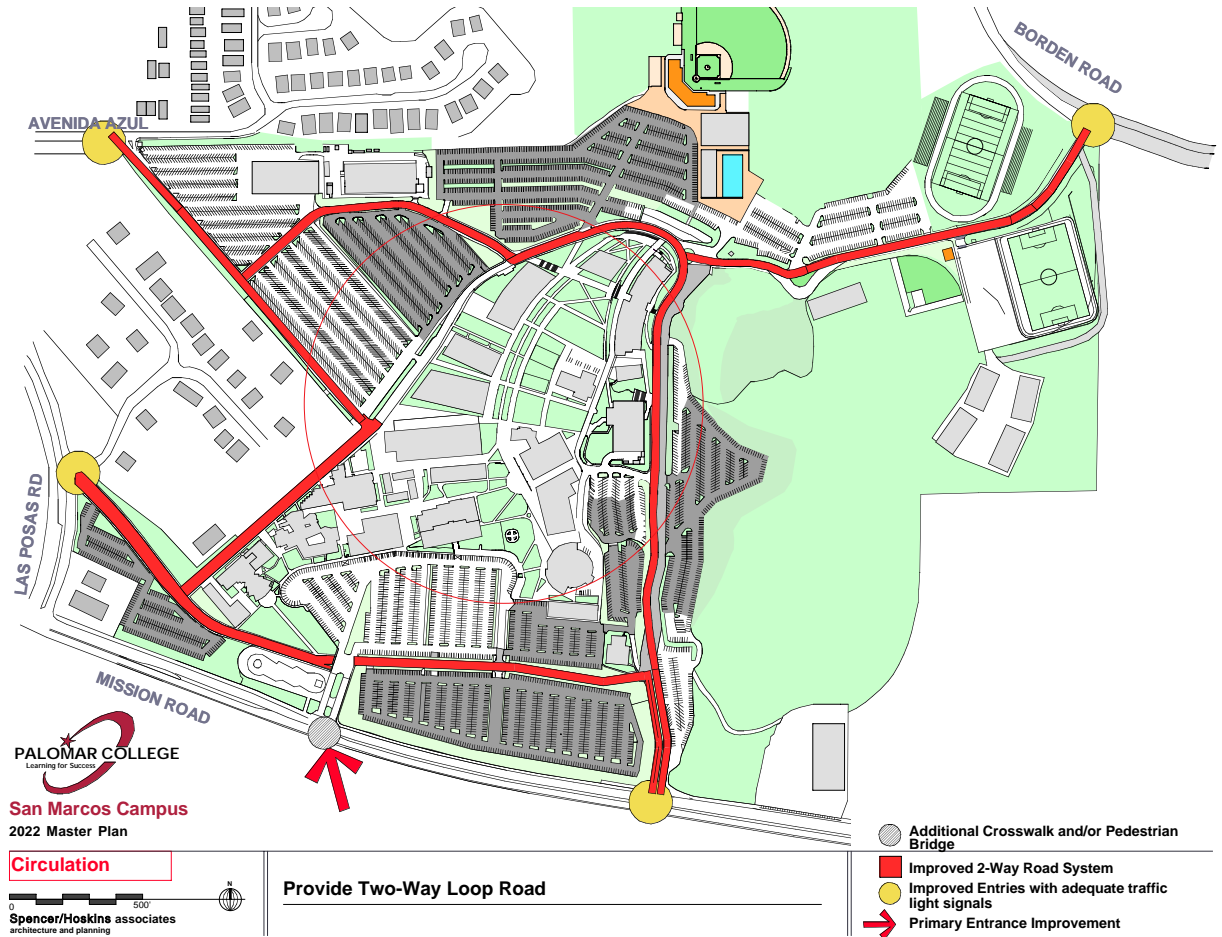 BORDEN ROAD
AVENIDA AZUL
LAS POSAS RD
MISSION ROAD
PALOMAR COLLEGE
Learning for Success
San Marcos Campus
2022 Master Plan
Circulation
N
0
500'
Spencer/Hoskins associates
architecture and planning
Provide Two-Way Loop Road
Additional Crosswalk and/or Pedestrian
Bridge
Improved 2-Way Road System
Improved Entries with adequate traffic
light signals
Primary Entrance Improvement